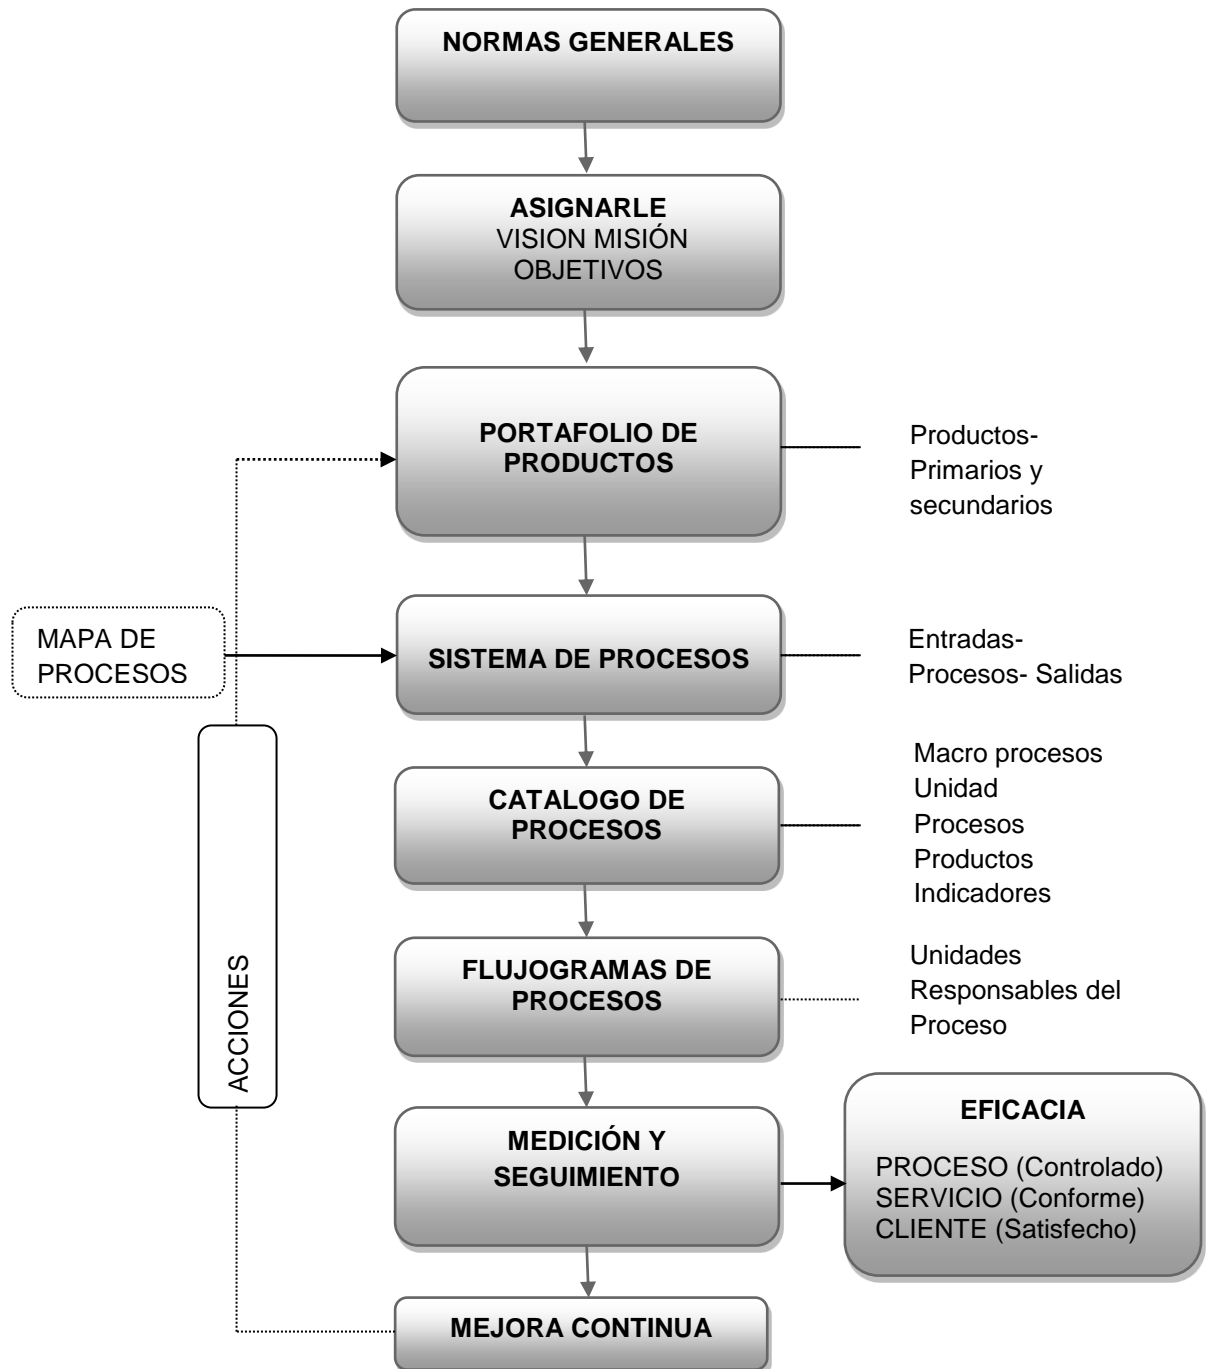 NORMAS GENERALES
ASIGNARLE
VISION MISIÓN
OBJETIVOS
PORTAFOLIO DE
PRODUCTOS
Productos-
Primarios y
secundarios
MAPA DE
PROCESOS
SISTEMA DE PROCESOS
Entradas-
Procesos- Salidas
CATALOGO DE
PROCESOS
Macro procesos
Unidad
Procesos
Productos
Indicadores
ACCIONES
FLUJOGRAMAS DE
PROCESOS
Unidades
Responsables del
Proceso
MEDICIÓN Y
SEGUIMIENTO
EFICACIA
PROCESO (Controlado)
SERVICIO (Conforme)
CLIENTE (Satisfecho)
MEJORA CONTINUA